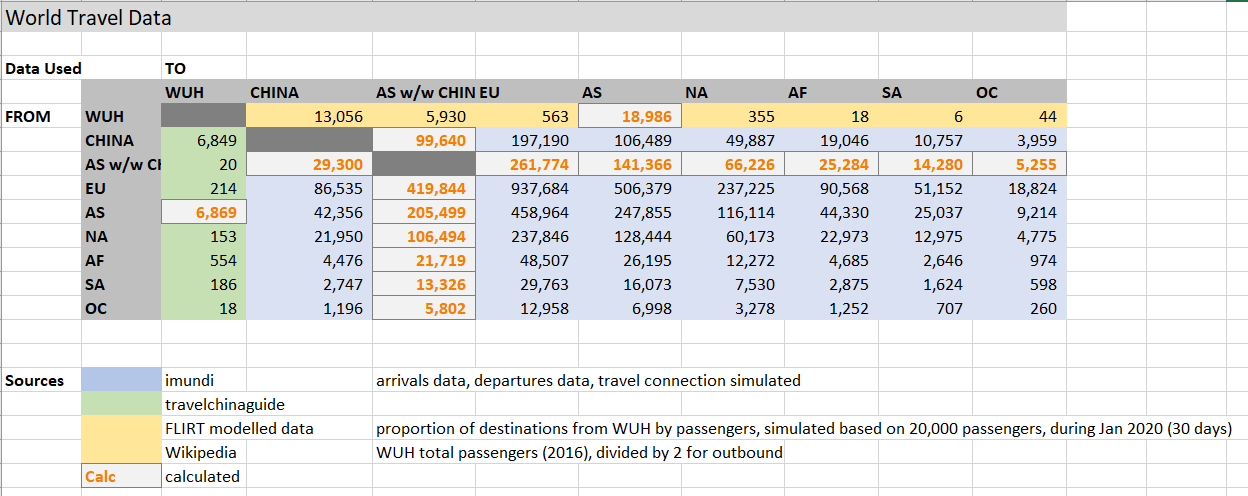 World Travel Data
Data Used TO
WUH CHINA AS w/w CHIN EU AS NA AF SA OC
FROM WUH 13,056 5,930 563 18,986 355 18 6 44
CHINA 6,849 99,640 197,190 106,489 49,887 19,046 10,757 3,959
AS w/w CH 20 29,300 261,774 141,366 66,226 25,284 14,280 5,255
EU 214 86,535 419,844 937,684 506,379 237,225 90,568 51,152 18,824
AS 6,869 42,356 205,499 458,964 247,855 116,114 44,330 25,037 9,214
NA 153 21,950 106,494 237,846 128,444 60,173 22,973 12,975 4,775
AF 554 4,476 21,719 48,507 26,195 12,272 4,685 2,646 974
SA 186 2,747 13,326 29,763 16,073 7,530 2,875 1,624 598
OC 18 1,196 5,802 12,958 6,998 3,278 1,252 707 260
Sources imundi arrivals data, departures data, travel connection simulated
travelchinaguide
FLIRT modelled data proportion of destinations from WUH by passengers, simulated based on 20,000 passengers, during Jan 2020 (30 days)
Wikipedia WUH total passengers (2016), divided by 2 for outbound
Calc calculated